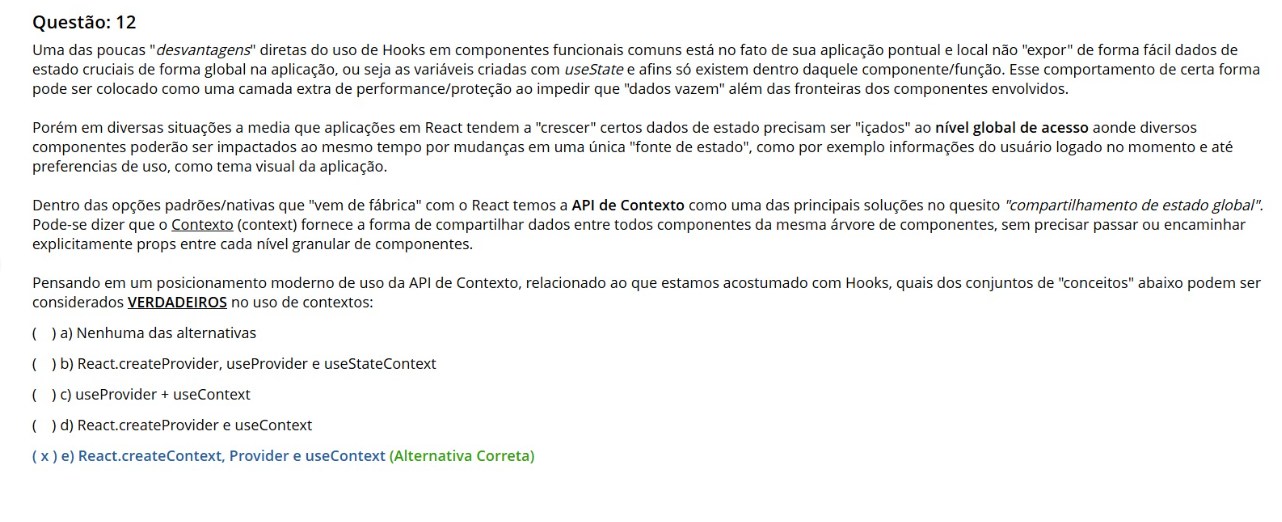 Questão: 12
Uma das poucas "desvantagens" diretas do uso de Hooks em componentes funcionais comuns está no fato de sua aplicação pontual e local não "expor" de forma fácil dados de
estado cruciais de forma global na aplicação, ou seja as variáveis criadas com useState e afins só existem dentro daquele componente/função. Esse comportamento de certa forma
pode ser colocado como uma camada extra de performance/proteção ao impedir que "dados vazem" além das fronteiras dos componentes envolvidos.
Porém em diversas situações a media que aplicações em React tendem a "crescer" certos dados de estado precisam ser "içados" ao nível global de acesso aonde diversos
componentes poderão ser impactados ao mesmo tempo por mudanças em uma única "fonte de estado", como por exemplo informações do usuário logado no momento e até
preferencias de uso, como tema visual da aplicação.
Dentro das opções padrões/nativas que "vem de fábrica" com o React temos a API de Contexto como uma das principais soluções no quesito "compartilhamento de estado global".
Pode-se dizer que o Contexto (context) fornece a forma de compartilhar dados entre todos componentes da mesma árvore de componentes, sem precisar passar ou encaminhar
explicitamente props entre cada nível granular de componentes.
Pensando em um posicionamento moderno de uso da API de Contexto, relacionado ao que estamos acostumado com Hooks, quais dos conjuntos de "conceitos" abaixo podem ser
considerados VERDADEIROS no uso de contextos:
( ) a) Nenhuma das alternativas
( ) b) React.createProvider, useProvider e useStateContext
( ) c) useProvider + useContext
( ) d) React.createProvider e useContext
( x ) e) React.createContext, Provider e useContext (Alternativa Correta)